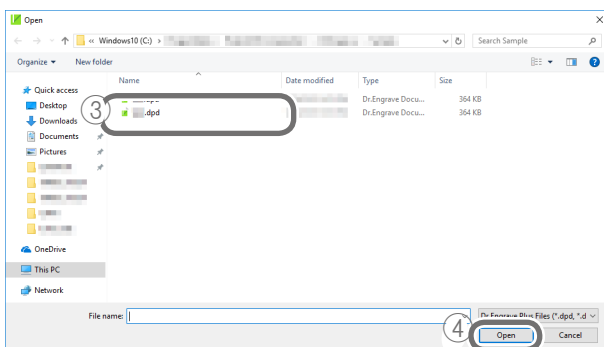 Open
« Windows10 (C:) ›
Search Sample
Organize
New folder
Name
Date modified
Type
Size
Quick access
Desktop
Downloads
Documents
Pictures
OneDrive
This PC
Network
3
Dr.Engrave Docu...
364 KB
.dpd
Dr.Engrave Docu...
364 KB
File name:
Dr.Engrave Plus Files (*.dpd, *.d
4
Open
Cancel